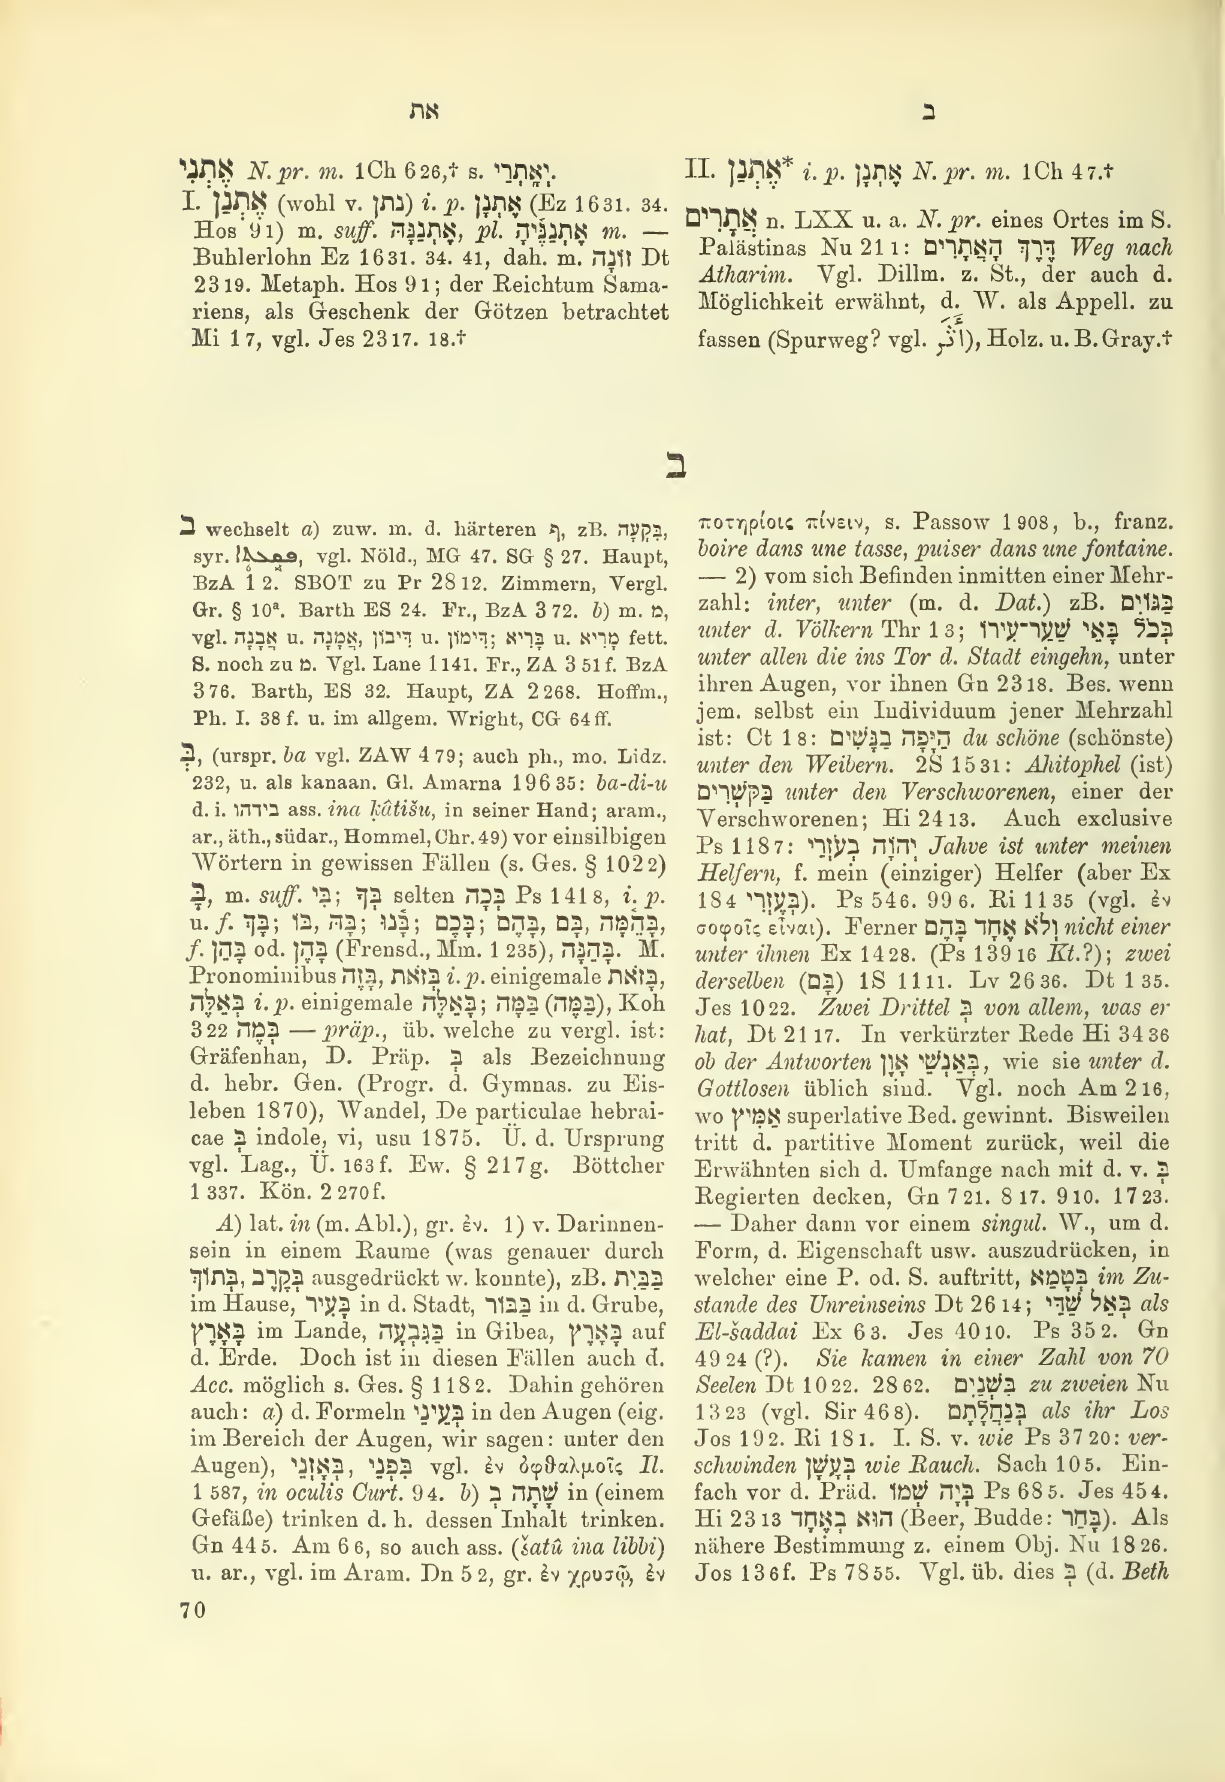 את
ב
אֶתְנִי N. pr. m. 1Ch 6 26,† s. יְאָתְרַי.
I. אֶתְנַן (wohl v. נתן) i. p. אֶתְנָן (Ez 16 31. 34.
Hos 9 1) m. suff. אֶתְנַנָּה, pl. אֶתְנַנֶּיהָ m. —
Buhlerlohn Ez 16 31. 34. 41, dah. m. זוֹנָה Dt
23 19. Metaph. Hos 9 1; der Reichtum Sama-
riens, als Geschenk der Götzen betrachtet
Mi 1 7, vgl. Jes 23 17. 18.†
II. אֶתְנַן* i. p. אֶתְנָן N. pr. m. 1Ch 4 7.†
אֲתָרִים n. LXX u. a. N. pr. eines Ortes im S.
Palästinas Nu 21 1: דֶּרֶךְ הָאֲתָרִים Weg nach
Atharim. Vgl. Dillm. z. St., der auch d.
Möglichkeit erwähnt, d. W. als Appell. zu
fassen (Spurweg? vgl. ), Holz. u. B. Gray.†
ב
ב wechselt a) zuw. m. d. härteren ף, zB. בִּקְעָה,
syr. , vgl. Nöld., MG 47. SG § 27. Haupt,
BzA 1 2. SBOT zu Pr 28 12. Zimmern, Vergl.
Gr. § 10ª. Barth ES 24. Fr., BzA 3 72. b) m. מ,
vgl. אֲבָנָה u. אֲמָנָה, דִּיבוֹן u. דִּימוֹן; בְּרִיא u. מְרִיא fett.
S. noch zu מ. Vgl. Lane 1141. Fr., ZA 3 51 f. BzA
3 76. Barth, ES 32. Haupt, ZA 2 268. Hoffm.,
Ph. I. 38 f. u. im allgem. Wright, CG 64 ff.
בְּ, (urspr. ba vgl. ZAW 4 79; auch ph., mo. Lidz.
232, u. als kanaan. Gl. Amarna 196 35: ba-di-u
d. i. בידהו ass. ina ḳâtišu, in seiner Hand; aram.,
ar., äth., südar., Hommel, Chr. 49) vor einsilbigen
Wörtern in gewissen Fällen (s. Ges. § 102 2)
בָּ, m. suff. בִּי; בְּךָ selten בְּכָה Ps 141 8, i. p.
u. f. בָּךְ; בּוֹ, בָּהּ; בָּנוּ; בָּכֶם; בָּהֶם, בָּם, בָּהֵמָּה,
f. בָּהֵן od. בָּהֶן (Frensd., Mm. 1 235), בָּהֵנָּה. M.
Pronominibus בָּזֶה, בְּזֹאת i. p. einigemale בָּזֹאת,
בְּאֵלֶּה i. p. einigemale בָּאֵלֶּה; בַּמָּה (בַּמֶּה), Koh
3 22 בְּמֶה — präp., üb. welche zu vergl. ist:
Gräfenhan, D. Präp. בְּ als Bezeichnung
d. hebr. Gen. (Progr. d. Gymnas. zu Eis-
leben 1870), Wandel, De particulae hebrai-
cae בְּ indole, vi, usu 1875. Ü. d. Ursprung
vgl. Lag., Ü. 163 f. Ew. § 217 g. Böttcher
1 337. Kön. 2 270 f.
A) lat. in (m. Abl.), gr. ἐν. 1) v. Darinnen-
sein in einem Raume (was genauer durch
בְּתוֹךְ, בְּקֶרֶב ausgedrückt w. konnte), zB. בַּבַּיִת
im Hause, בָּעִיר in d. Stadt, בַּבּוֹר in d. Grube,
בָּאָרֶץ im Lande, בַּגִּבְעָה in Gibea, בָּאָרֶץ auf
d. Erde. Doch ist in diesen Fällen auch d.
Acc. möglich s. Ges. § 118 2. Dahin gehören
auch: a) d. Formeln בְּעֵינֵי in den Augen (eig.
im Bereich der Augen, wir sagen: unter den
Augen), בְּאָזְנֵי, בִּפְנֵי vgl. ἐν ὀφθαλμοῖς Il.
1 587, in oculis Curt. 9 4. b) שָׁתָה בְ in (einem
Gefäße) trinken d. h. dessen Inhalt trinken.
Gn 44 5. Am 6 6, so auch ass. (šatû ina libbi)
u. ar., vgl. im Aram. Dn 5 2, gr. ἐν χρυσῷ, ἐν
ποτηρίοις πίνειν, s. Passow 1908, b., franz.
boire dans une tasse, puiser dans une fontaine.
— 2) vom sich Befinden inmitten einer Mehr-
zahl: inter, unter (m. d. Dat.) zB. בַּגּוֹיִם
unter d. Völkern Thr 1 3; בְּכֹל בָּאֵי שַׁעַר־עִירוֹ
unter allen die ins Tor d. Stadt eingehn, unter
ihren Augen, vor ihnen Gn 23 18. Bes. wenn
jem. selbst ein Individuum jener Mehrzahl
ist: Ct 1 8: הַיָּפָה בַנָּשִׁים du schöne (schönste)
unter den Weibern. 2S 15 31: Ahitophel (ist)
בַּקֹּשְׁרִים unter den Verschworenen, einer der
Verschworenen; Hi 24 13. Auch exclusive
Ps 118 7: יְהוָֹה בְּעֹזְרַי Jahve ist unter meinen
Helfern, f. mein (einziger) Helfer (aber Ex
18 4 בְּעֶזְרִי). Ps 54 6. 99 6. Ri 11 35 (vgl. ἐν
σοφοῖς εἶναι). Ferner וְלֹא אֶחָד בָּהֶם nicht einer
unter ihnen Ex 14 28. (Ps 139 16 Kt.?); zwei
derselben (בָּם) 1S 11 11. Lv 26 36. Dt 1 35.
Jes 10 22. Zwei Drittel בְּ von allem, was er
hat, Dt 21 17. In verkürzter Rede Hi 34 36
ob der Antworten בְּאַנְשֵׁי אָוֶן, wie sie unter d.
Gottlosen üblich sind. Vgl. noch Am 2 16,
wo אַמִּיץ superlative Bed. gewinnt. Bisweilen
tritt d. partitive Moment zurück, weil die
Erwähnten sich d. Umfange nach mit d. v. בְּ
Regierten decken, Gn 7 21. 8 17. 9 10. 17 23.
— Daher dann vor einem singul. W., um d.
Form, d. Eigenschaft usw. auszudrücken, in
welcher eine P. od. S. auftritt, בְּטָמֵא im Zu-
stande des Unreinseins Dt 26 14; בְּאֵל שַׁדַּי als
El-šaddai Ex 6 3. Jes 40 10. Ps 35 2. Gn
49 24 (?). Sie kamen in einer Zahl von 70
Seelen Dt 10 22. 28 62. בִּשְׁנַיִם zu zweien Nu
13 23 (vgl. Sir 46 8). בְּנַחֲלָתָם als ihr Los
Jos 19 2. Ri 18 1. I. S. v. wie Ps 37 20: ver-
schwinden בְּעָשָׁן wie Rauch. Sach 10 5. Ein-
fach vor d. Präd. בְּיָהּ שְׁמוֹ Ps 68 5. Jes 45 4.
Hi 23 13 הוּא בְאֶחָד (Beer, Budde: בָּחַר). Als
nähere Bestimmung z. einem Obj. Nu 18 26.
Jos 13 6 f. Ps 78 55. Vgl. üb. dies בְּ (d. Beth
70